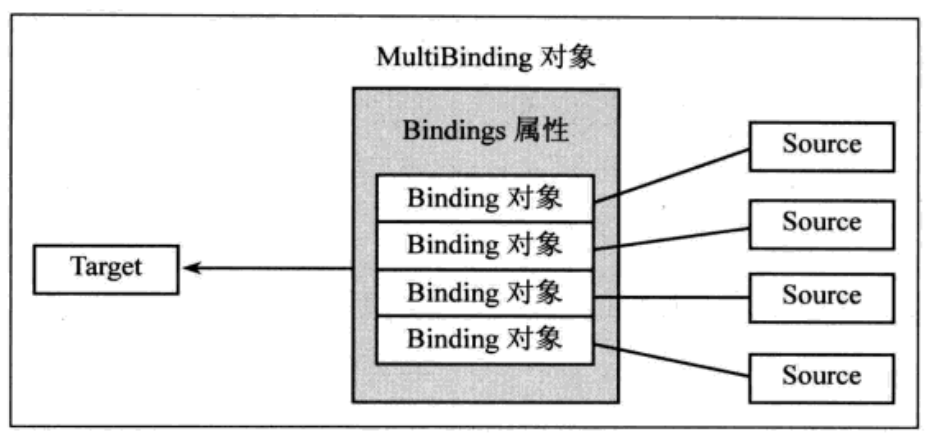 MultiBinding 对象
Bindings 属性
Binding 对象
Binding 对象
Binding 对象
Binding 对象
Target
Source
Source
Source
Source